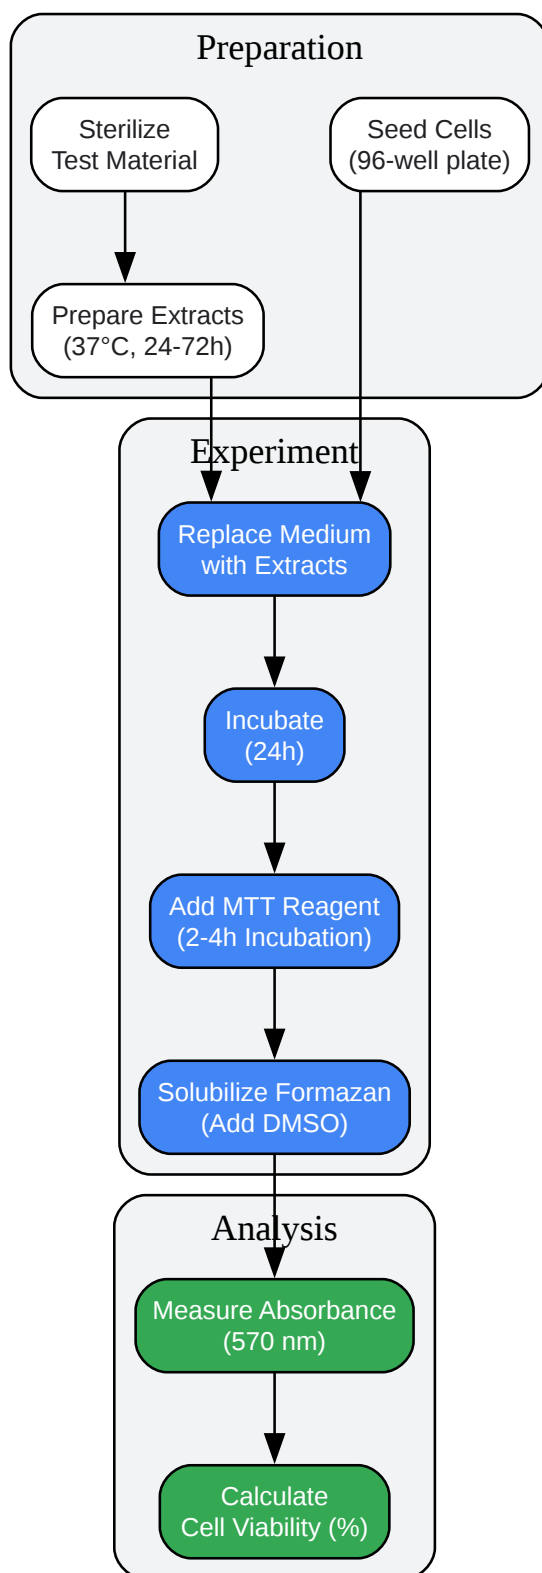 Preparation
Sterilize
Test Material
Seed Cells
(96-well plate)
Prepare Extracts
(37°C, 24-72h)
Experiment
Replace Medium
with Extracts
Incubate
(24h)
Add MTT Reagent
(2-4h Incubation)
Solubilize Formazan
(Add DMSO)
Analysis
Measure Absorbance
(570 nm)
Calculate
Cell Viability (%)